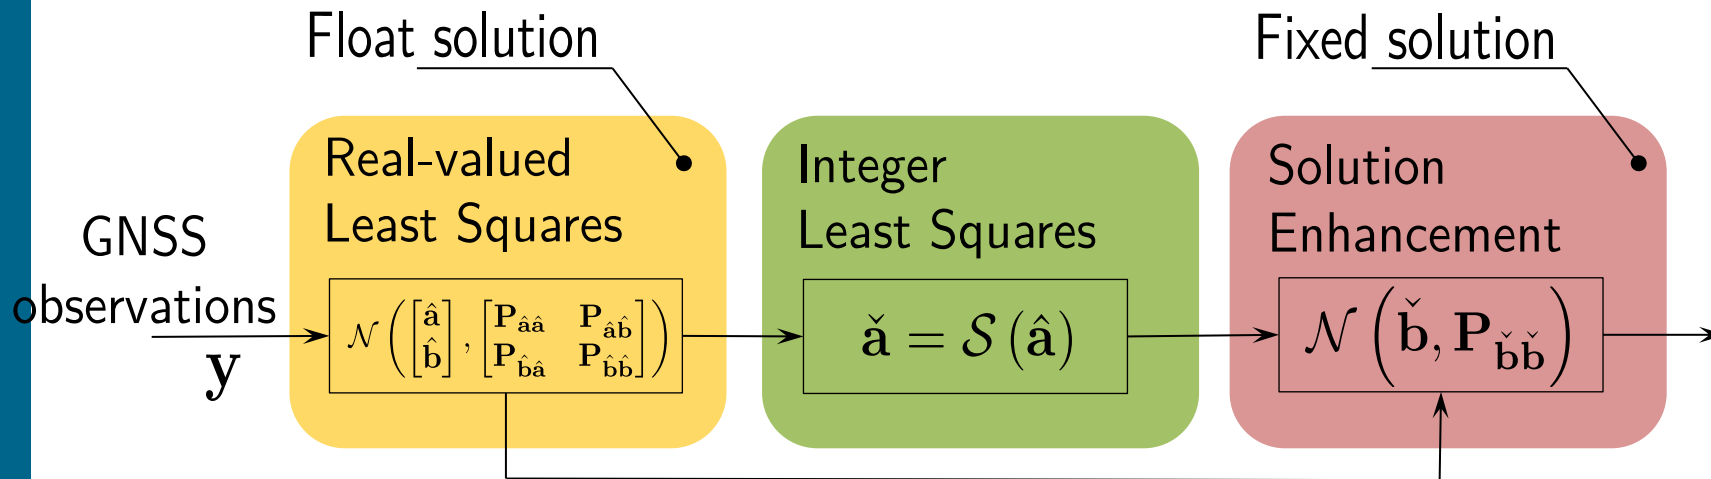 Float solution
Fixed solution
GNSS
observations
y
Real-valued
Least Squares
𝒩([â b̂], [P_ââ P_âb̂ P_b̂â P_b̂b̂])
Integer
Least Squares
ǎ = 𝒮(â)
Solution
Enhancement
𝒩(b̌, P_b̌b̌)